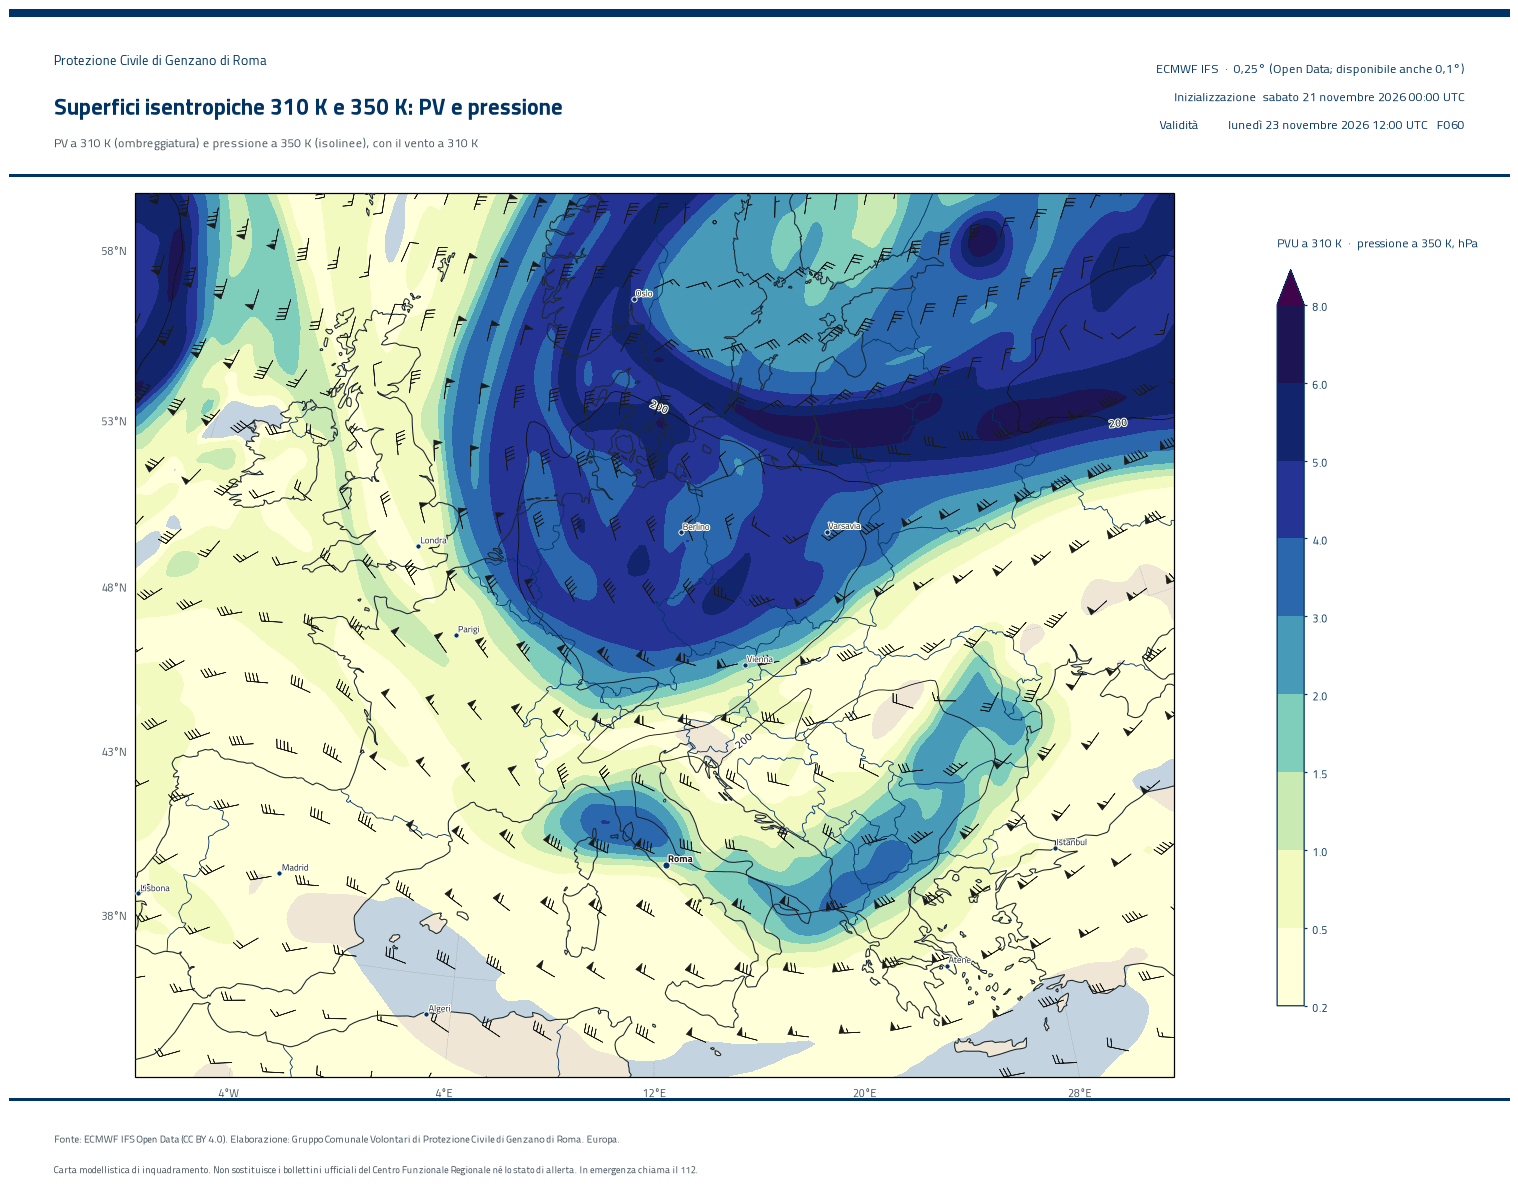 Protezione Civile di Genzano di Roma
Superfici isentropiche 310 K e 350 K: PV e pressione
PV a 310 K (ombreggiatura) e pressione a 350 K (isolinee), con il vento a 310 K
ECMWF IFS · 0,25° (Open Data; disponibile anche 0,1°)
Inizializzazione sabato 21 novembre 2026 00:00 UTC
Validità lunedì 23 novembre 2026 12:00 UTC F060
PVU a 310 K · pressione a 350 K, hPa
8.0
6.0
5.0
4.0
3.0
2.0
1.5
1.0
0.5
0.2
58°N
53°N
48°N
43°N
38°N
4°W
4°E
12°E
20°E
28°E
Oslo
200
200
Berlino
Varsavia
Londra
Parigi
Vienna
200
Roma
Istanbul
Madrid
Lisbona
Atene
Algeri
Fonte: ECMWF IFS Open Data (CC BY 4.0). Elaborazione: Gruppo Comunale Volontari di Protezione Civile di Genzano di Roma. Europa.
Carta modellistica di inquadramento. Non sostituisce i bollettini ufficiali del Centro Funzionale Regionale né lo stato di allerta. In emergenza chiama il 112.